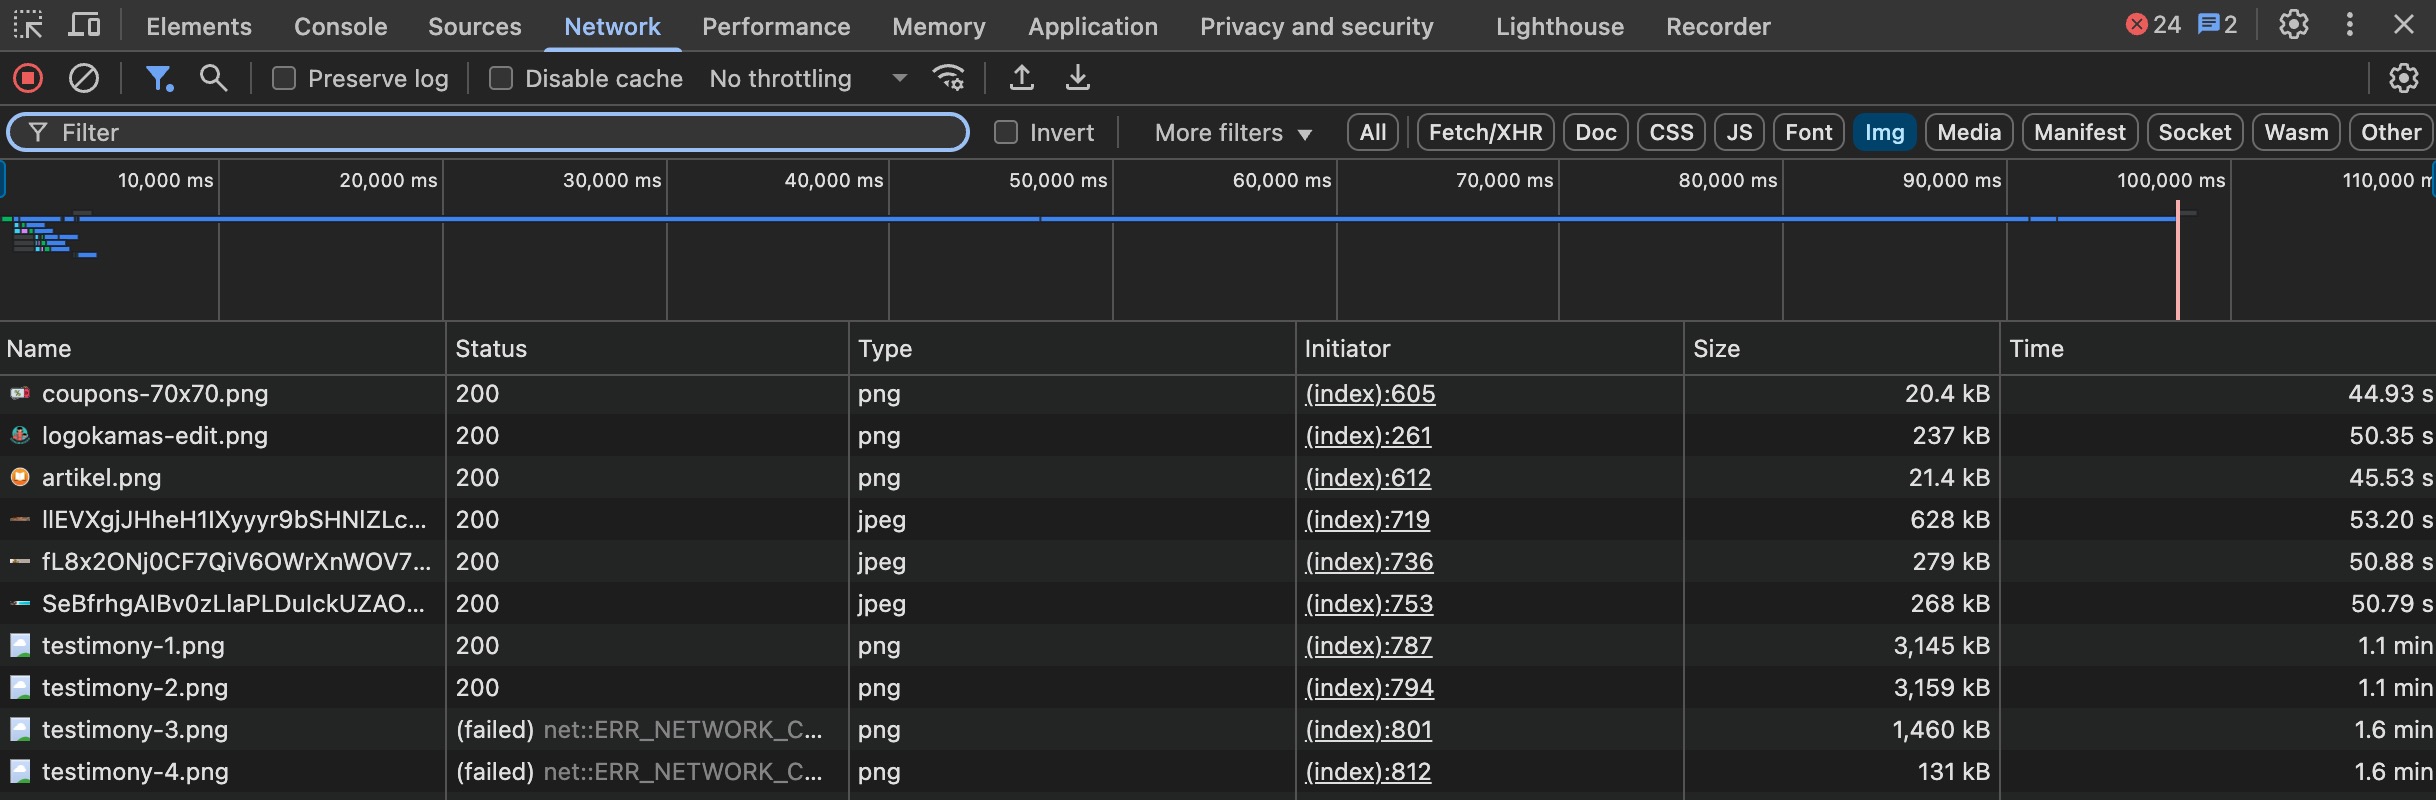 Elements Console Sources Network Performance Memory Application Privacy and security Lighthouse Recorder 24 2
Preserve log Disable cache No throttling
Filter Invert More filters All Fetch/XHR Doc CSS JS Font Img Media Manifest Socket Wasm Other
10,000 ms 20,000 ms 30,000 ms 40,000 ms 50,000 ms 60,000 ms 70,000 ms 80,000 ms 90,000 ms 100,000 ms 110,000 m
Name Status Type Initiator Size Time
coupons-70x70.png 200 png (index):605 20.4 kB 44.93 s
logokamas-edit.png 200 png (index):261 237 kB 50.35 s
artikel.png 200 png (index):612 21.4 kB 45.53 s
200 jpeg (index):719 628 kB 53.20 s
fL8x2ONj0CF7QiV6OWrXnWOV7... 200 jpeg (index):736 279 kB 50.88 s
200 jpeg (index):753 268 kB 50.79 s
testimony-1.png 200 png (index):787 3,145 kB 1.1 min
testimony-2.png 200 png (index):794 3,159 kB 1.1 min
testimony-3.png (failed) net::ERR_NETWORK_C... png (index):801 1,460 kB 1.6 min
testimony-4.png (failed) net::ERR_NETWORK_C... png (index):812 131 kB 1.6 min